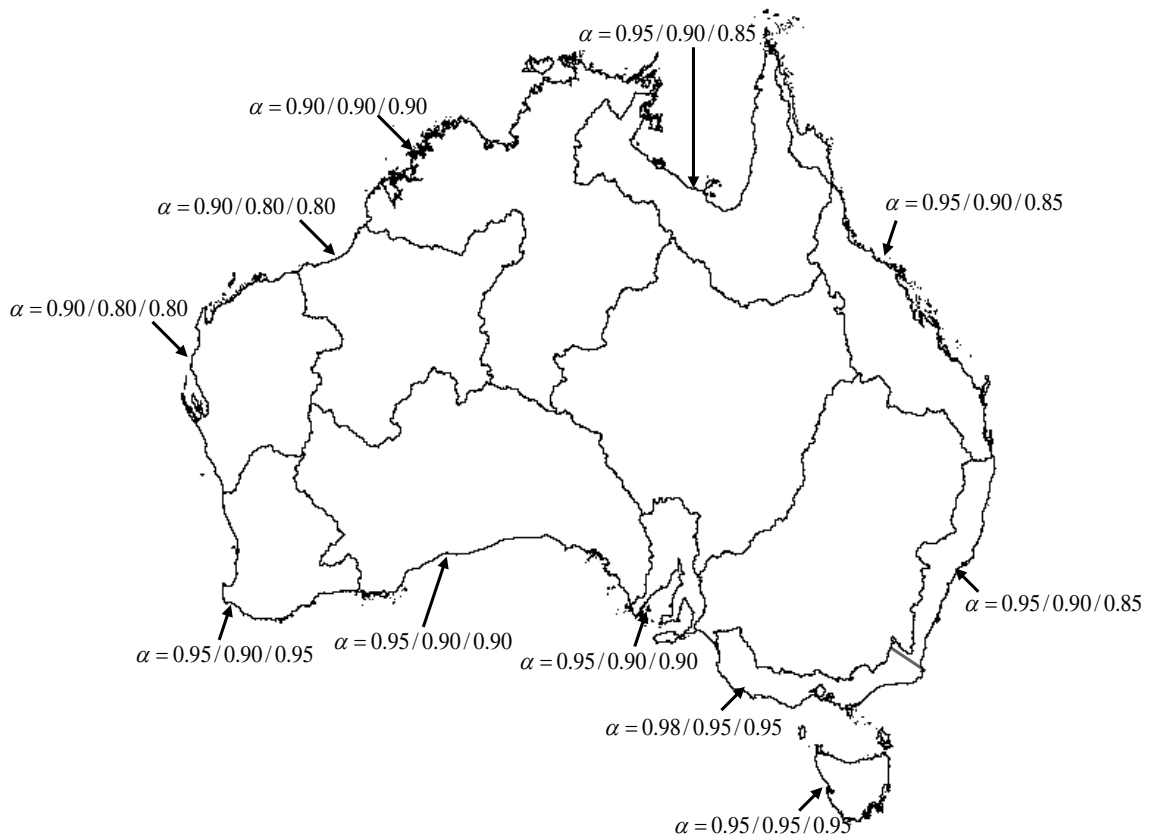 α = 0.95 / 0.90 / 0.85
α = 0.90 / 0.90 / 0.90
α = 0.90 / 0.80 / 0.80
α = 0.95 / 0.90 / 0.85
α = 0.90 / 0.80 / 0.80
α = 0.95 / 0.90 / 0.85
α = 0.95 / 0.90 / 0.95
α = 0.95 / 0.90 / 0.90
α = 0.95 / 0.90 / 0.90
α = 0.98 / 0.95 / 0.95
α = 0.95 / 0.95 / 0.95